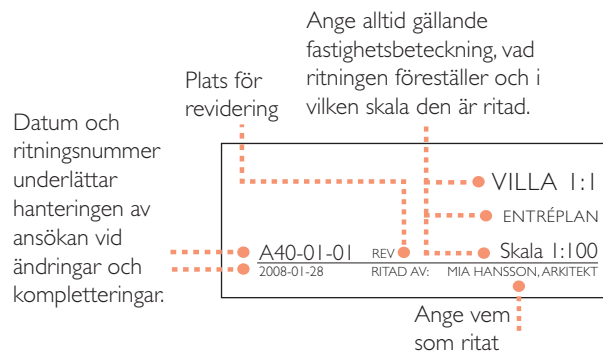 Ange alltid gällande
fastighetsbeteckning, vad
ritningen föreställer och i
vilken skala den är ritad.
Plats för
revidering
Datum och
ritningsnummer
underlättar
hanteringen av
ansökan vid
ändringar och
kompletteringar.
VILLA 1:1
ENTRÉPLAN
A40-01-01 REV Skala 1:100
2008-01-28 RITAD AV: MIA HANSSON, ARKITEKT
Ange vem
som ritat